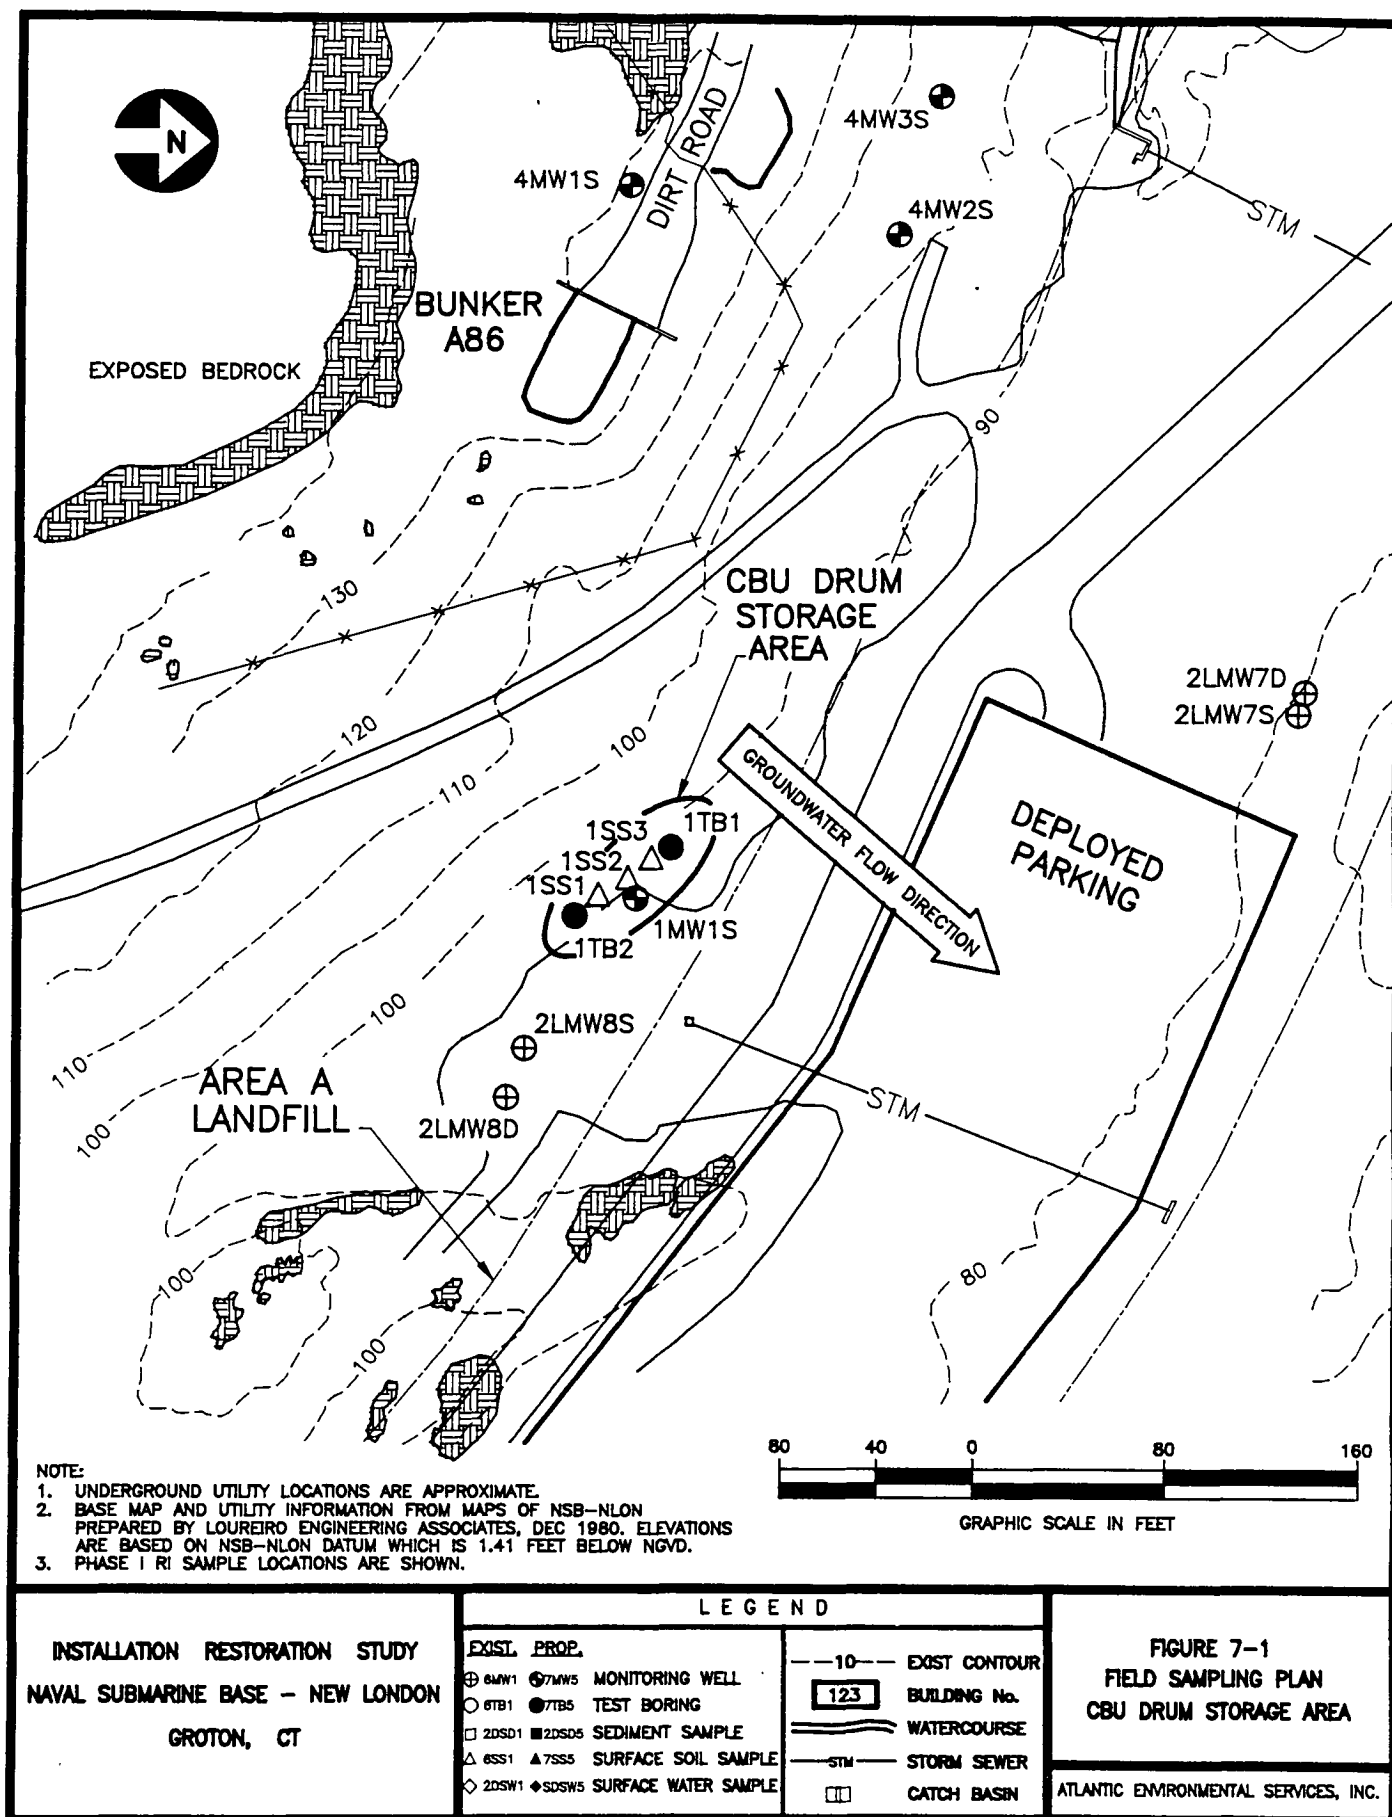 N
4MW3S
4MW1S
DIRT ROAD
4MW2S
STM
BUNKER
A86
EXPOSED BEDROCK
90
CBU DRUM
STORAGE
AREA
130
2LMW7D
2LMW7S
120
100
110
GROUNDWATER FLOW DIRECTION
DEPLOYED
PARKING
1SS3
1TB1
1SS2
1SS1
1MW1S
1TB2
100
2LMW8S
110
AREA A
LANDFILL
STM
100
2LMW8D
100
80
100
80 40 0 80 160
GRAPHIC SCALE IN FEET
NOTE:
1. UNDERGROUND UTILITY LOCATIONS ARE APPROXIMATE.
2. BASE MAP AND UTILITY INFORMATION FROM MAPS OF NSB-NLON
PREPARED BY LOUREIRO ENGINEERING ASSOCIATES, DEC 1980. ELEVATIONS
ARE BASED ON NSB-NLON DATUM WHICH IS 1.41 FEET BELOW NGVD.
3. PHASE I RI SAMPLE LOCATIONS ARE SHOWN.
INSTALLATION RESTORATION STUDY
NAVAL SUBMARINE BASE - NEW LONDON
GROTON, CT
LEGEND
EXIST. PROP.
6MW1 7MW5 MONITORING WELL
6TB1 7TB5 TEST BORING
2DSD1 2DSD5 SEDIMENT SAMPLE
6SS1 7SS5 SURFACE SOIL SAMPLE
2DSW1 SDSW5 SURFACE WATER SAMPLE
10 EXIST CONTOUR
123 BUILDING No.
WATERCOURSE
STM STORM SEWER
CATCH BASIN
FIGURE 7-1
FIELD SAMPLING PLAN
CBU DRUM STORAGE AREA
ATLANTIC ENVIRONMENTAL SERVICES, INC.